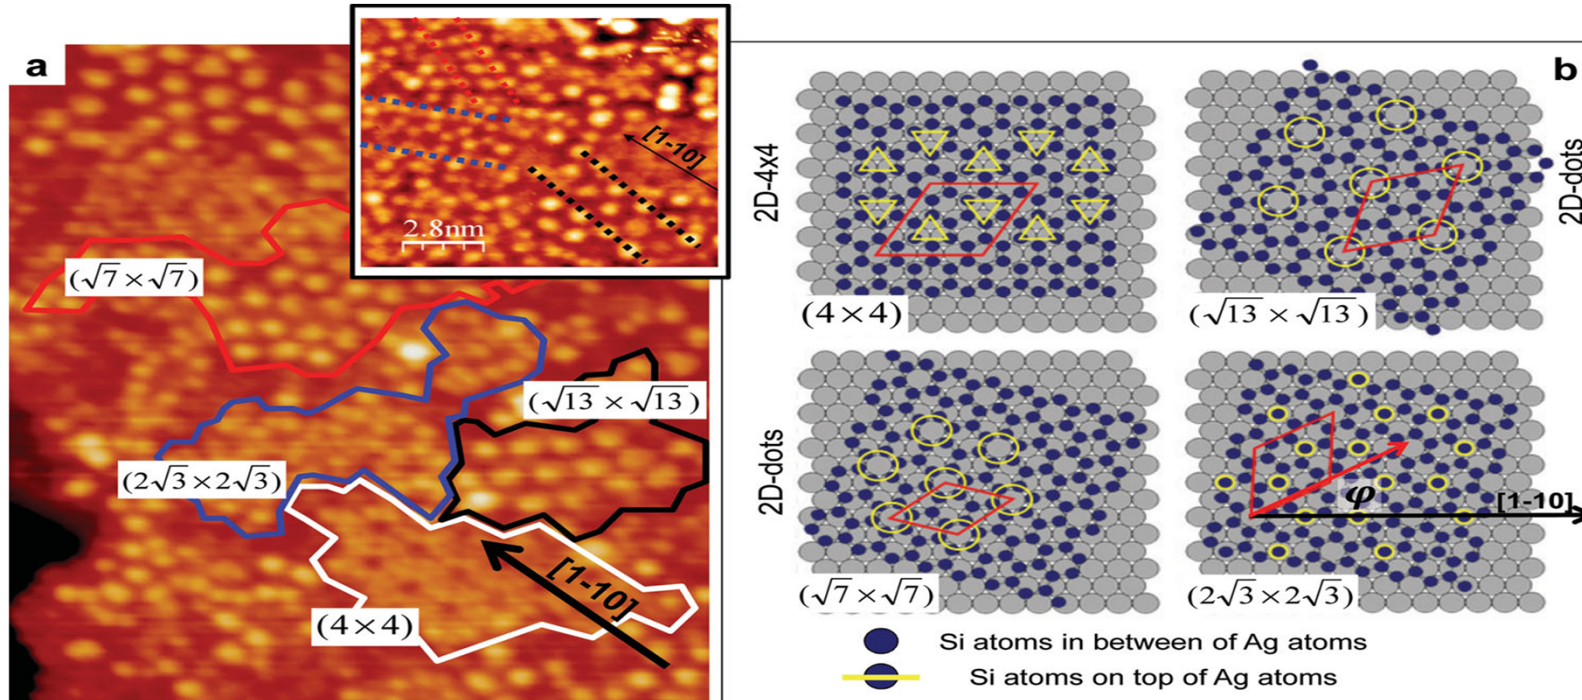 a
[1-10]
2.8nm
(√7 × √7)
(√13 × √13)
(2√3 × 2√3)
[1-10]
(4 × 4)
b
2D-4x4
(4 × 4)
2D-dots
(√13 × √13)
2D-dots
(√7 × √7)
φ
[1-10]
(2√3 × 2√3)
Si atoms in between of Ag atoms
Si atoms on top of Ag atoms